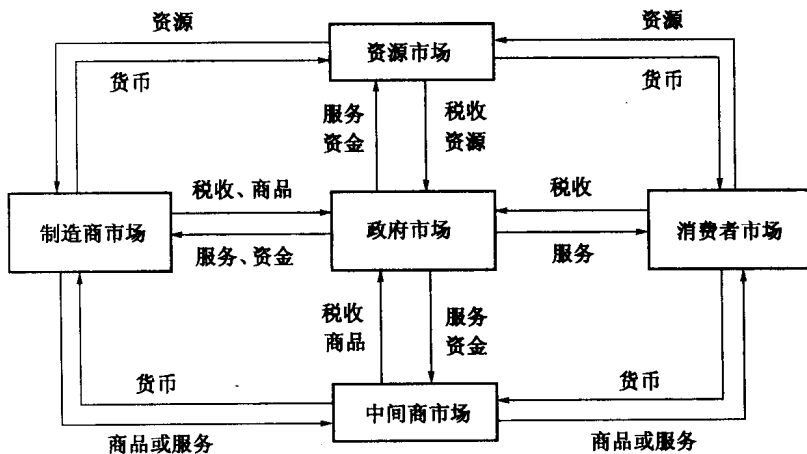 资源
资源
资源市场
货币
货币
服务
资金
税收
资源
税收、商品
税收
制造商市场
政府市场
消费者市场
服务、资金
服务
税收
商品
服务
资金
货币
货币
中间商市场
商品或服务
商品或服务